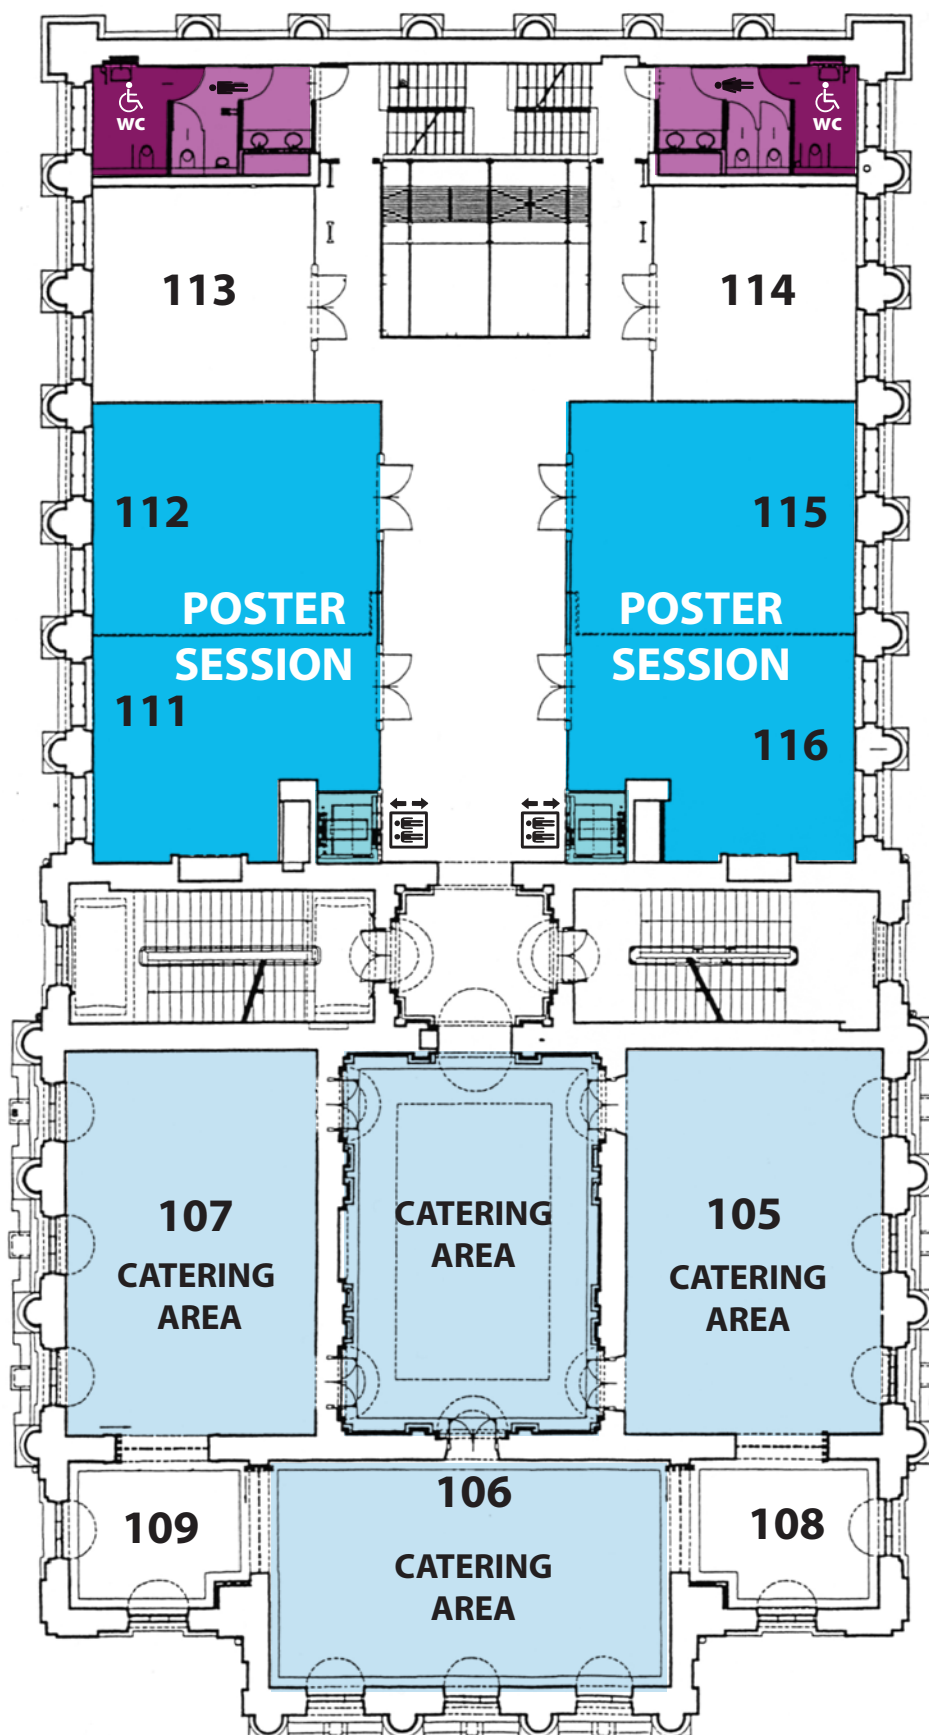 WC
WC
113
114
112
115
POSTER
SESSION
POSTER
SESSION
111
116
107
CATERING
AREA
CATERING
AREA
105
CATERING
AREA
106
CATERING
AREA
109
108